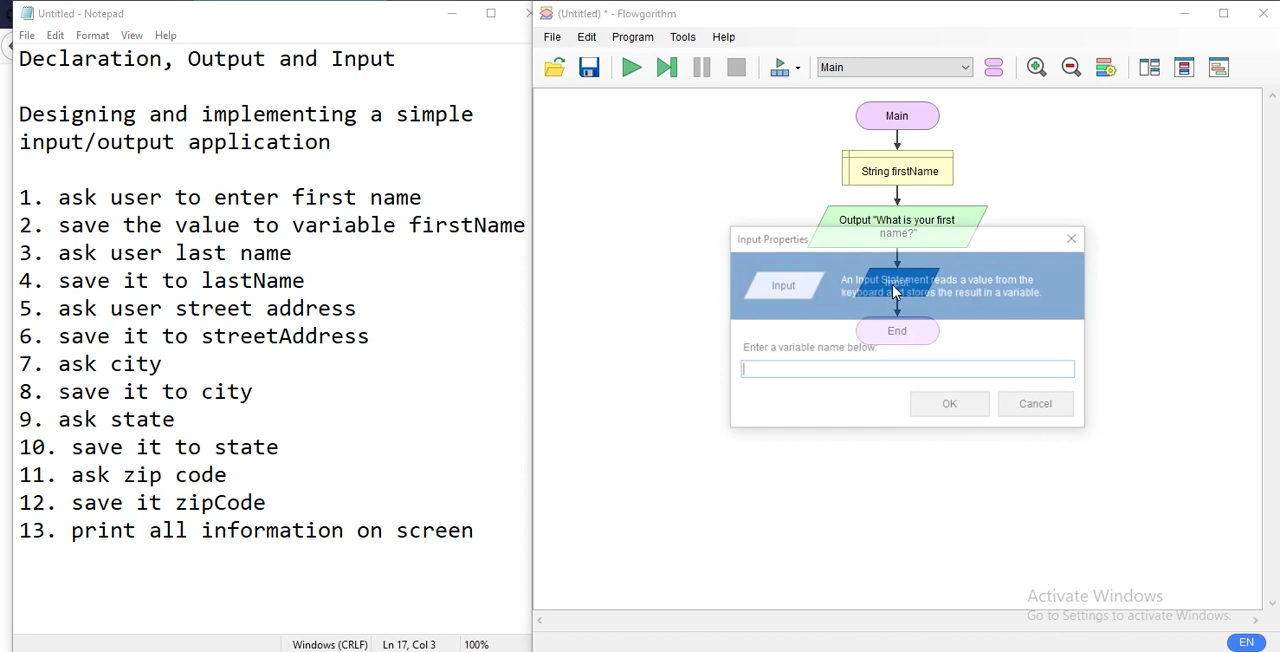 Untitled - Notepad
File Edit Format View Help
Declaration, Output and Input
Designing and implementing a simple
input/output application
1. ask user to enter first name
2. save the value to variable firstName
3. ask user last name
4. save it to lastName
5. ask user street address
6. save it to streetAddress
7. ask city
8. save it to city
9. ask state
10. save it to state
11. ask zip code
12. save it zipCode
13. print all information on screen
Windows (CRLF) Ln 17, Col 3 100%
(Untitled) * - Flowgorithm
File Edit Program Tools Help
Main
Main
String firstName
Output "What is your first
name?"
Input Properties
Input
An Input Statement reads a value from the
keyboard and stores the result in a variable.
Input
End
Enter a variable name below:
OK Cancel
Activate Windows
Go to Settings to activate Windows.
EN